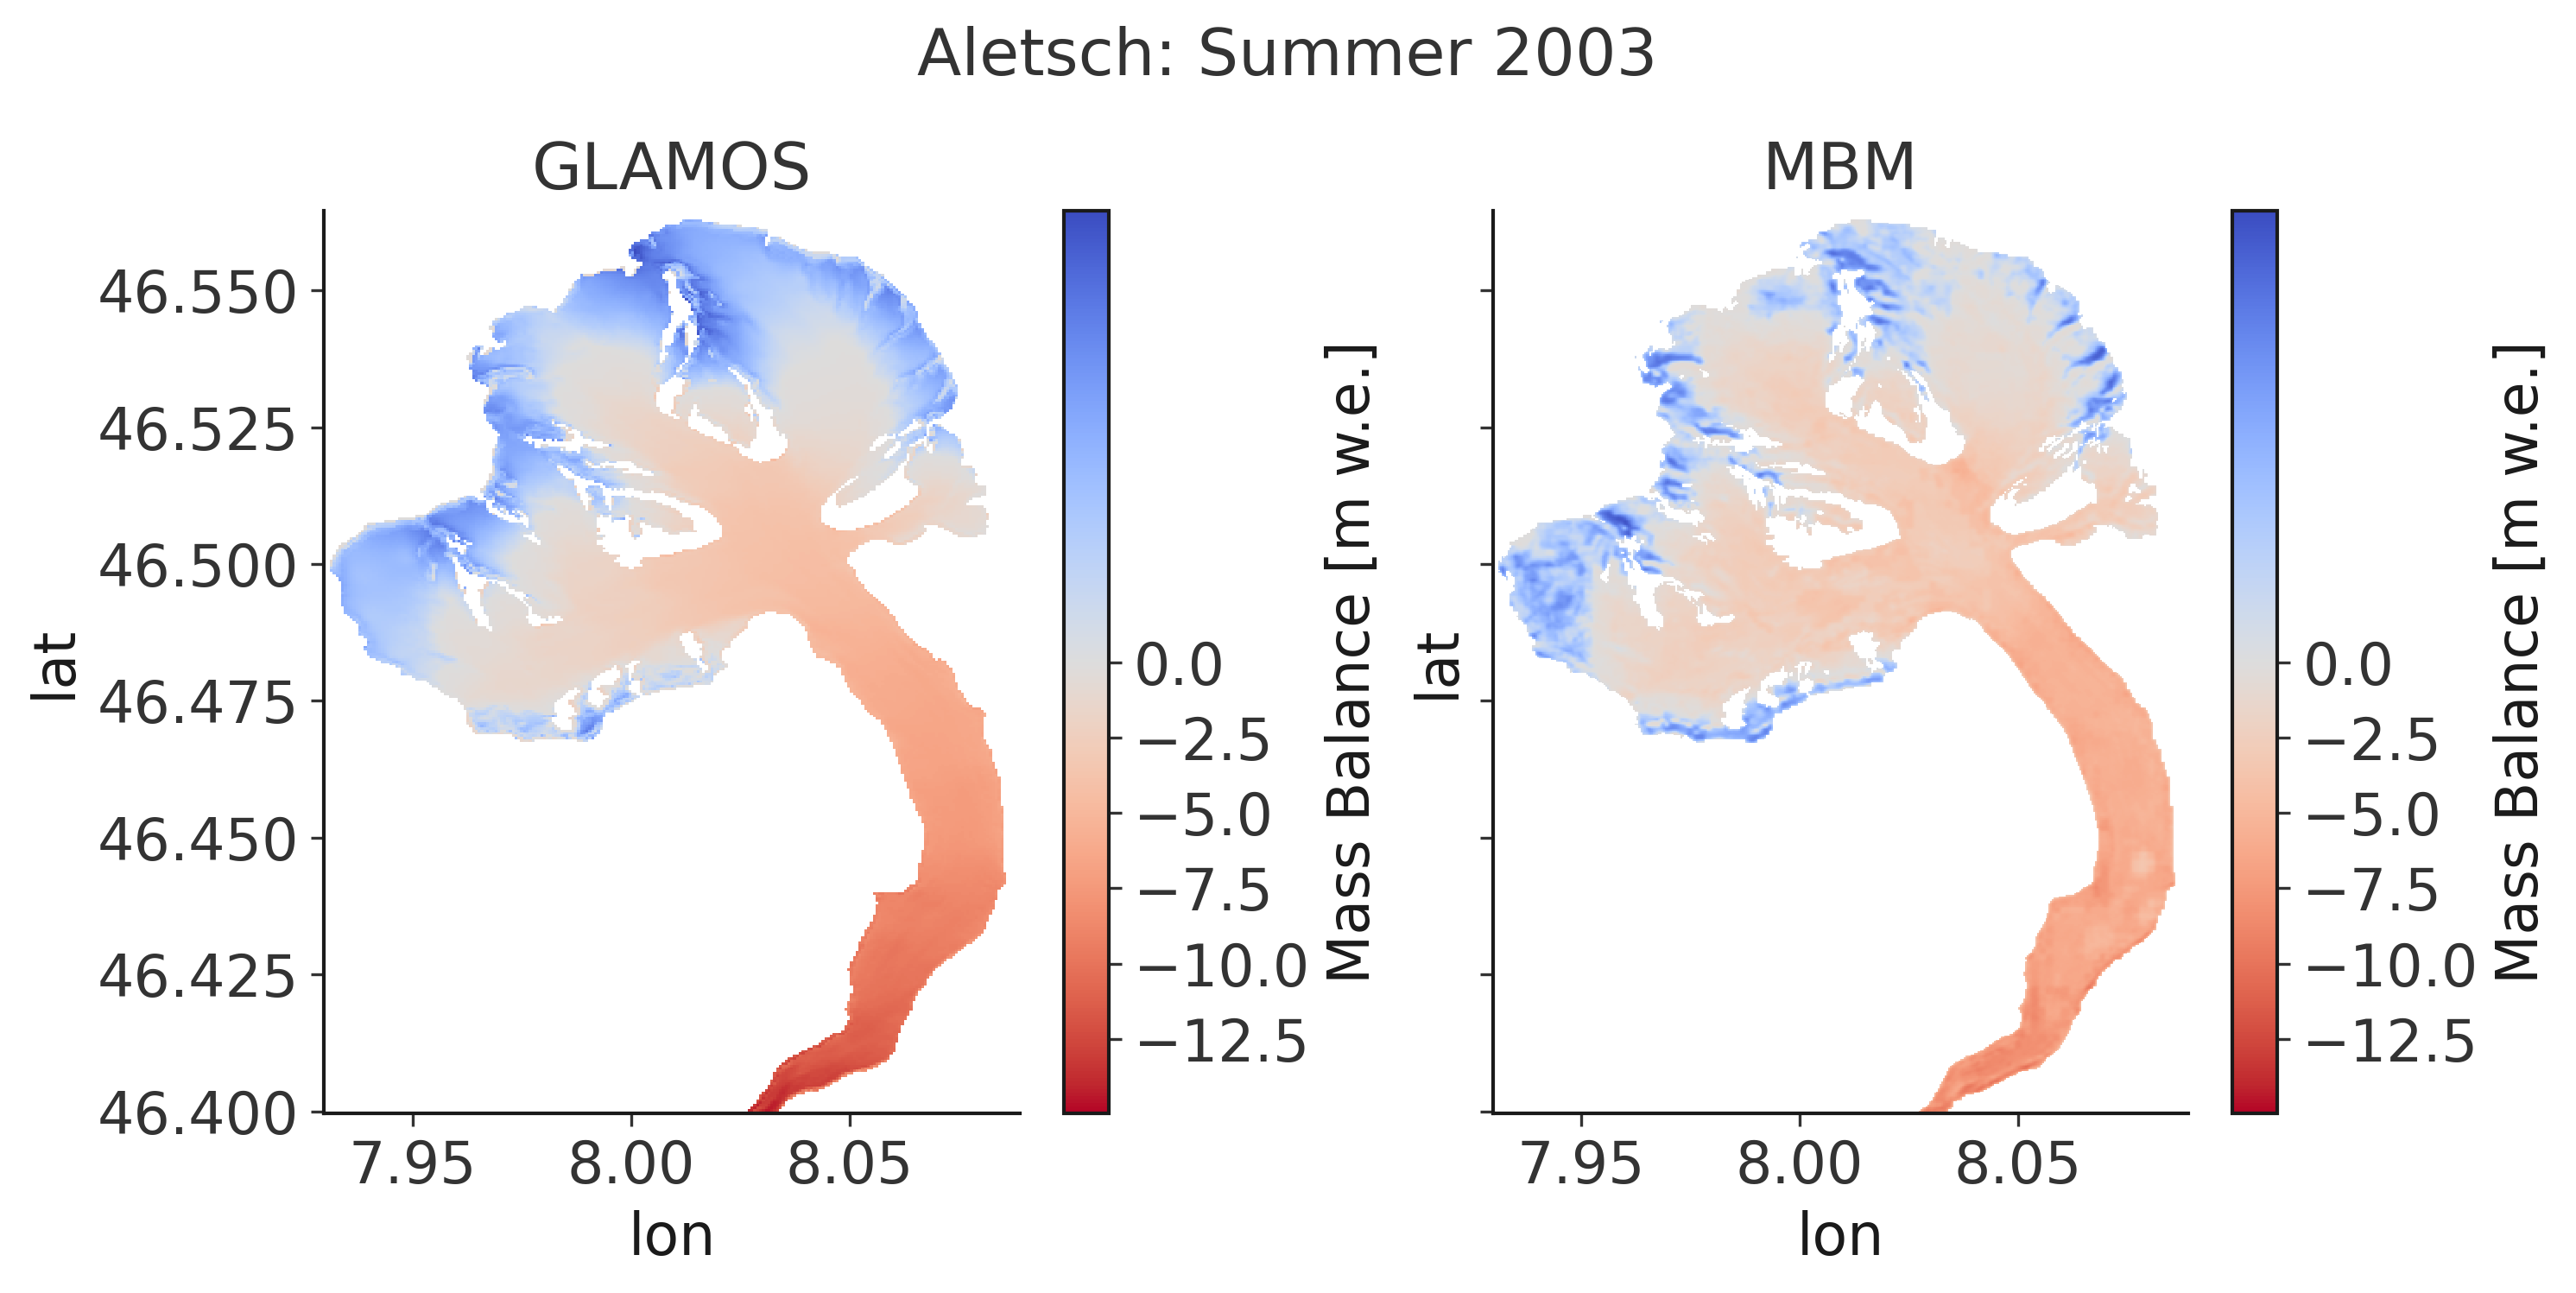 Aletsch: Summer 2003
GLAMOS
MBM
46.550
46.525
46.500
46.475
46.450
46.425
46.400
lat
7.95 8.00 8.05
lon
0.0
−2.5
−5.0
−7.5
−10.0
−12.5
Mass Balance [m w.e.]
lat
7.95 8.00 8.05
lon
0.0
−2.5
−5.0
−7.5
−10.0
−12.5
Mass Balance [m w.e.]